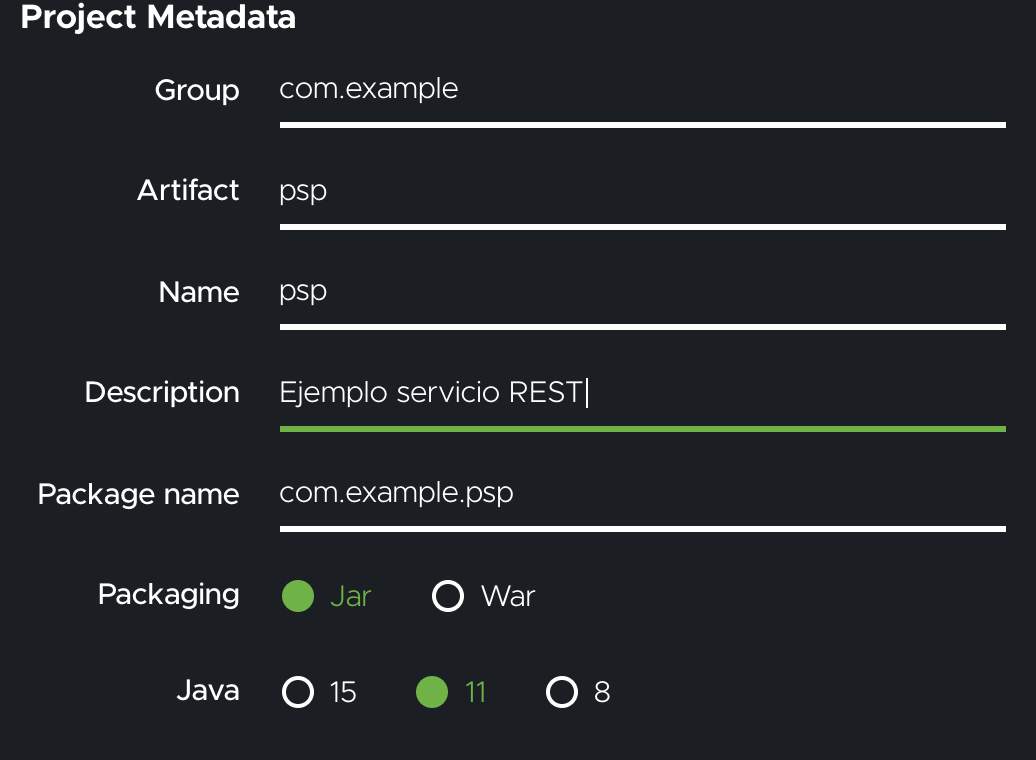 Project Metadata
Group com.example
Artifact psp
Name psp
Description Ejemplo servicio REST
Package name com.example.psp
Packaging Jar War
Java 15 11 8